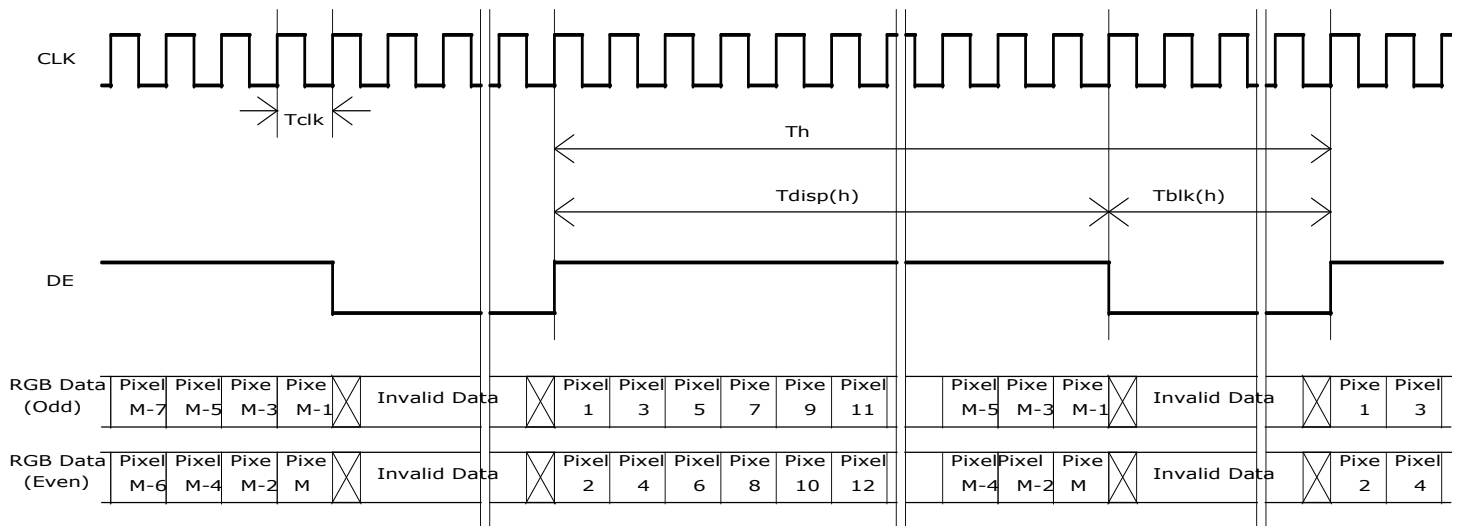 CLK
Tclk
Th
Tdisp(h)
Tblk(h)
DE
RGB Data
(Odd)
Pixel Pixel Pixe Pixe
M-7 M-5 M-3 M-1
Invalid Data
Pixel Pixel Pixel Pixel Pixel Pixel
1 3 5 7 9 11
Pixel Pixe Pixe
M-5 M-3 M-1
Invalid Data
Pixe Pixel
1 3
RGB Data
(Even)
Pixel Pixel Pixe Pixe
M-6 M-4 M-2 M
Invalid Data
Pixel Pixel Pixel Pixel Pixel Pixel
2 4 6 8 10 12
Pixel Pixel Pixe
M-4 M-2 M
Invalid Data
Pixe Pixel
2 4